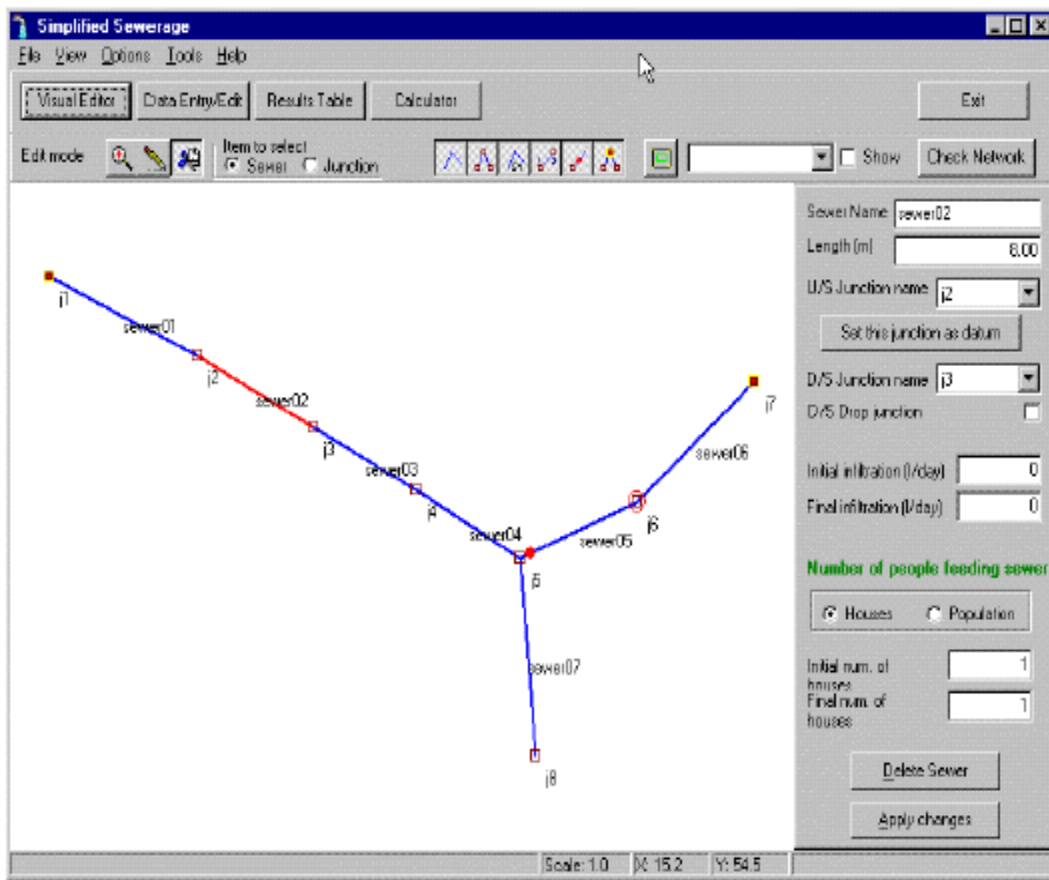 Simplified Sewerage
File View Options Tools Help
Visual Editor Data Entry/Edit Results Table Calculator Exit
Edit mode Item to select Sewer Junction Show Check Network
Sewer Name sewer02
Length (m) 8.00
U/S Junction name j2
Set this junction as datum
D/S Junction name j3
D/S Drop junction
Initial infiltration (l/day) 0
Final infiltration (l/day) 0
Number of people feeding sewer
Houses Population
Initial num. of houses 1
Final num. of houses 1
Delete Sewer
Apply changes
j1
sewer01
j2
sewer02
j3
sewer03
j4
sewer04
j5
sewer05
j6
sewer06
j7
sewer07
j8
Scale: 1.0 X: 15.2 Y: 54.5